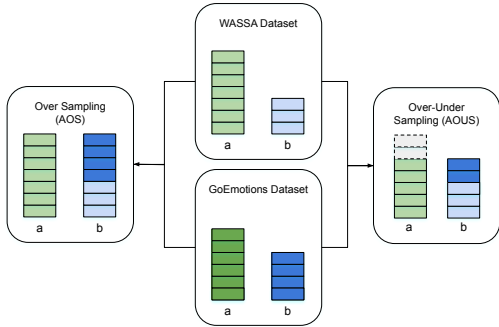 WASSA Dataset
a b
Over Sampling
(AOS)
a b
Over-Under
Sampling (AOUS)
a b
GoEmotions Dataset
a b